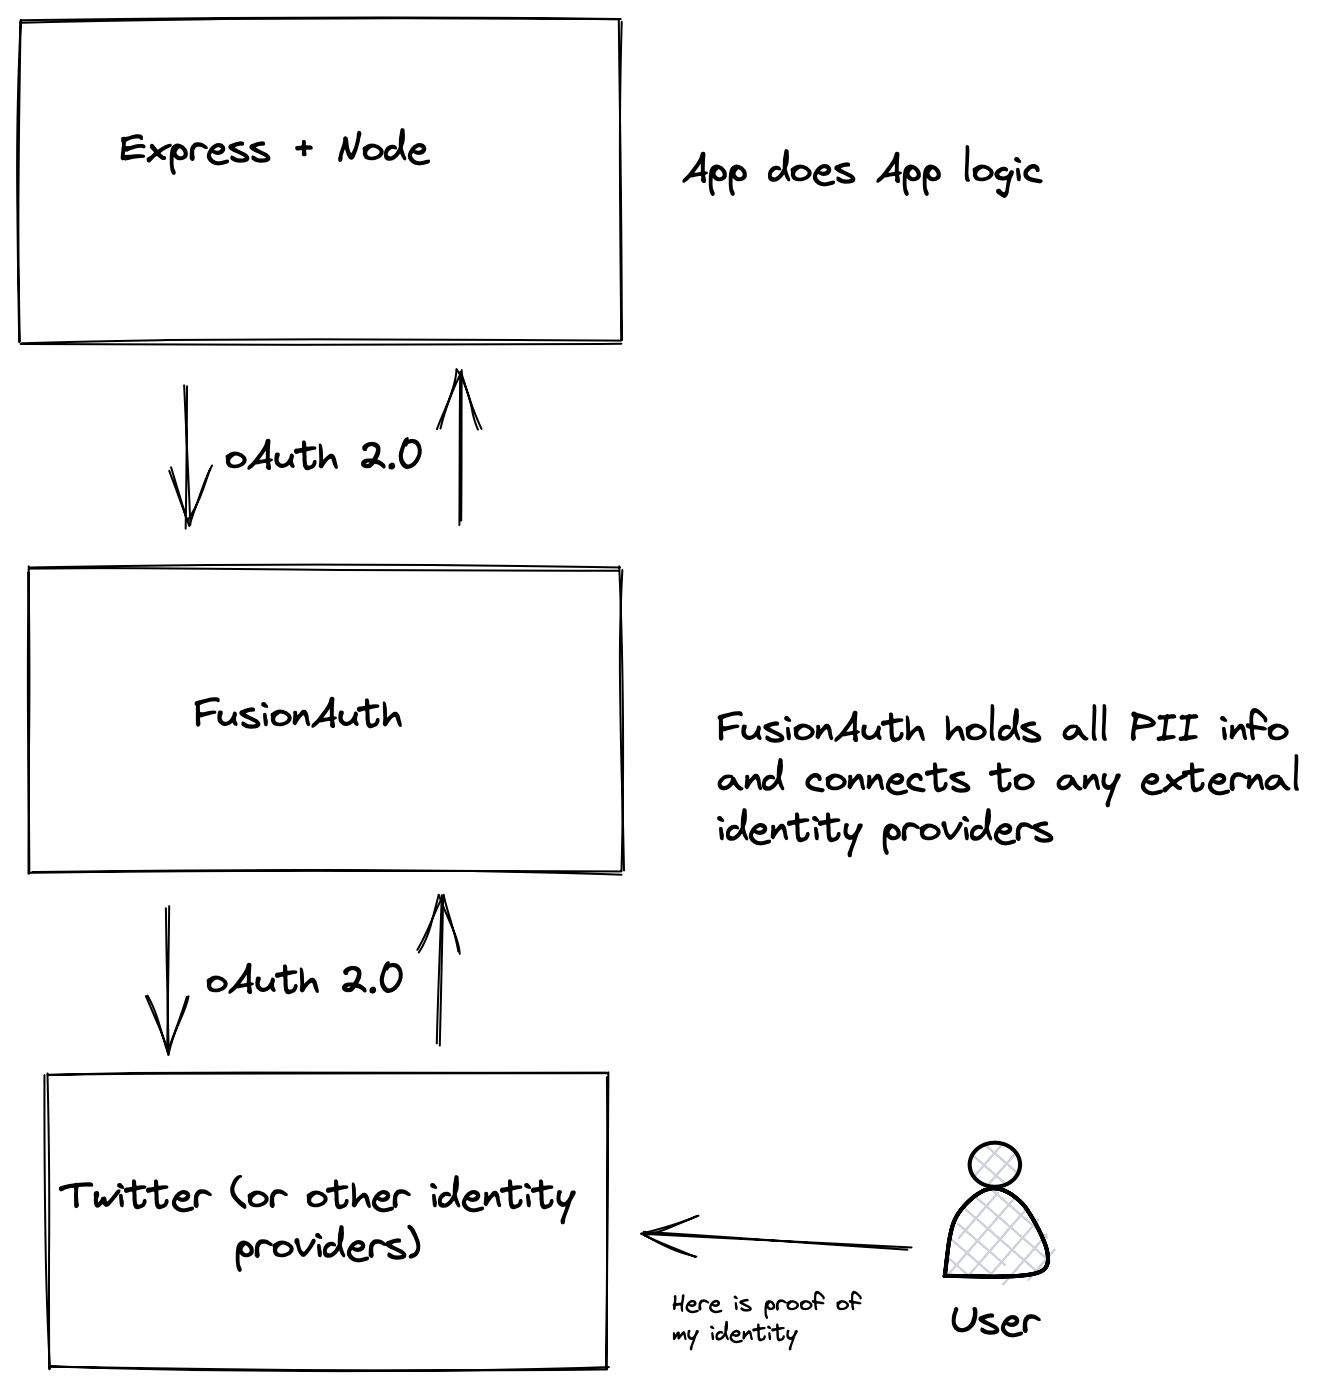 Express + Node
App does App logic
oAuth 2.0
FusionAuth
FusionAuth holds all PII info
and connects to any external
identity providers
oAuth 2.0
Twitter (or other identity
providers)
Here is proof of
my identity
User